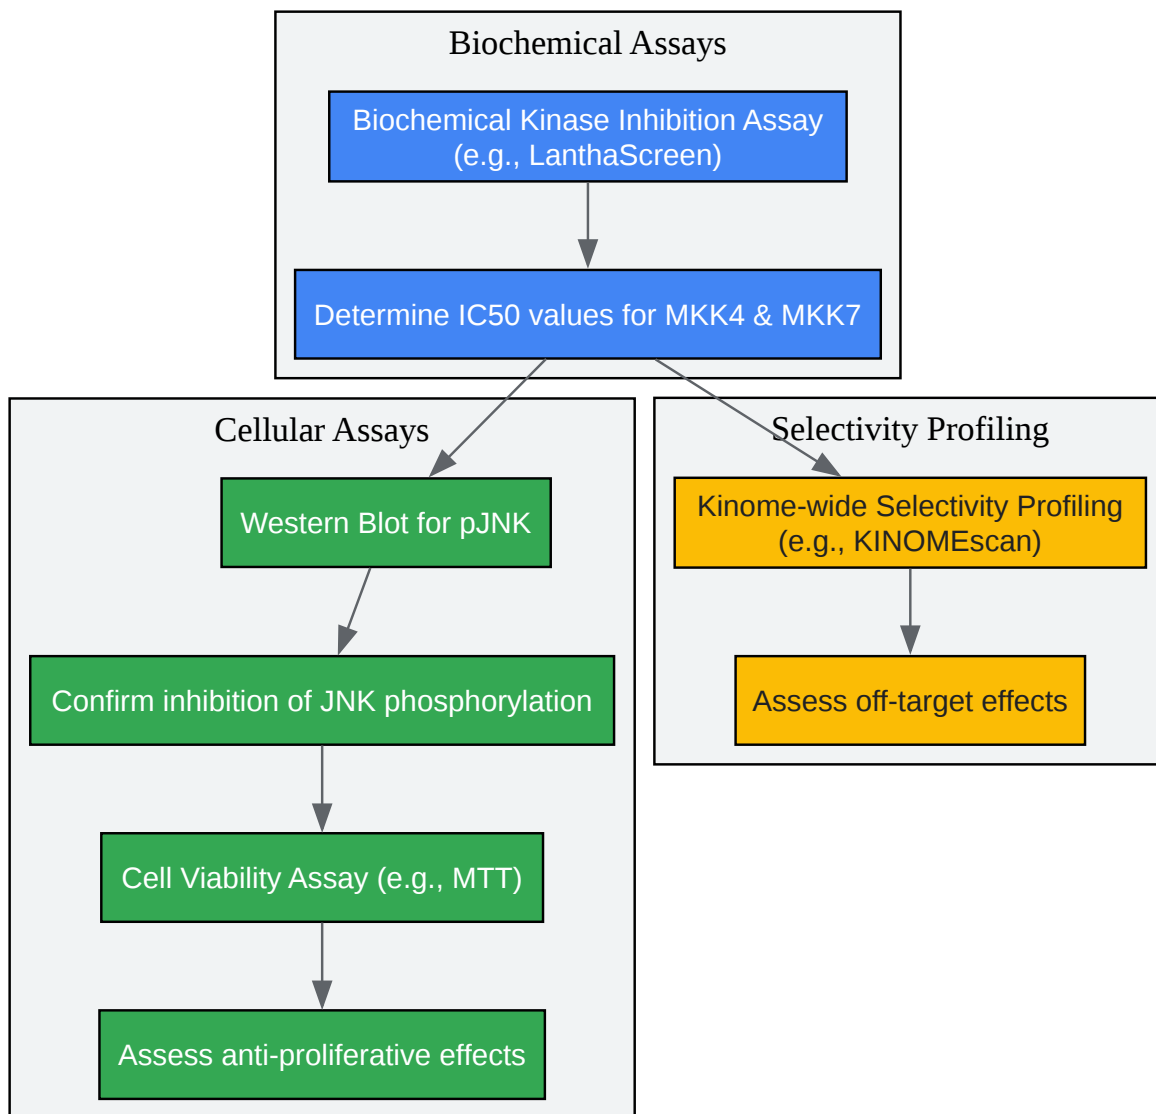 Biochemical Assays
Biochemical Kinase Inhibition Assay
(e.g., LanthaScreen)
Determine IC50 values for MKK4 & MKK7
Cellular Assays
Western Blot for pJNK
Confirm inhibition of JNK phosphorylation
Cell Viability Assay (e.g., MTT)
Assess anti-proliferative effects
Selectivity Profiling
Kinome-wide Selectivity Profiling
(e.g., KINOMEscan)
Assess off-target effects